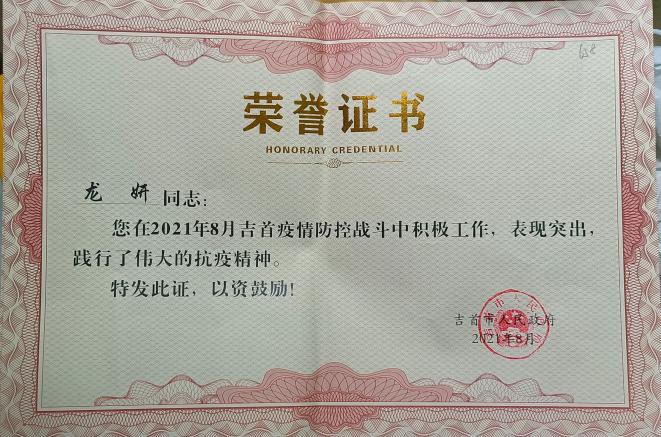 荣誉证书
HONORARY CREDENTIAL
龙 妍 同志：
您在2021年8月吉首疫情防控战斗中积极工作，表现突出，
践行了伟大的抗疫精神。
特发此证，以资鼓励！
吉首市人民政府
2021年8月